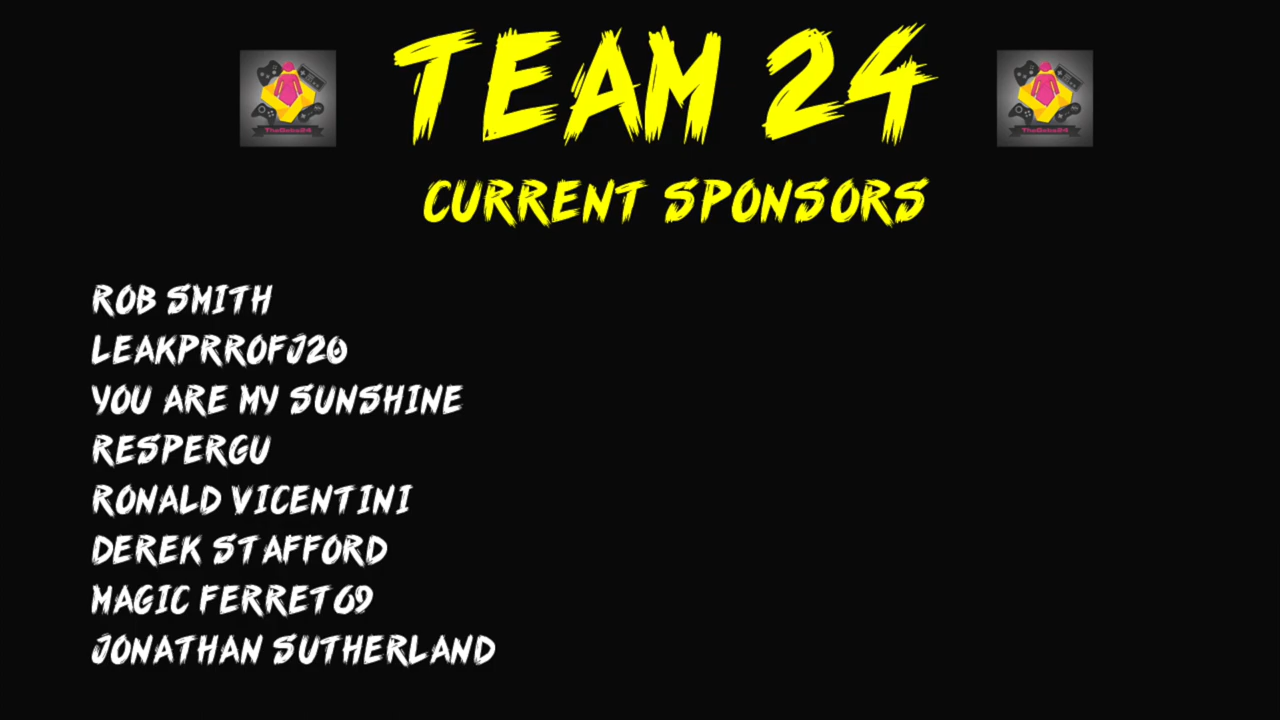 TEAM 24
CURRENT SPONSORS
ROB SMITH
LEAKPRROFJ20
YOU ARE MY SUNSHINE
RESPERGU
RONALD VICENTINI
DEREK STAFFORD
MAGIC FERRET69
JONATHAN SUTHERLAND